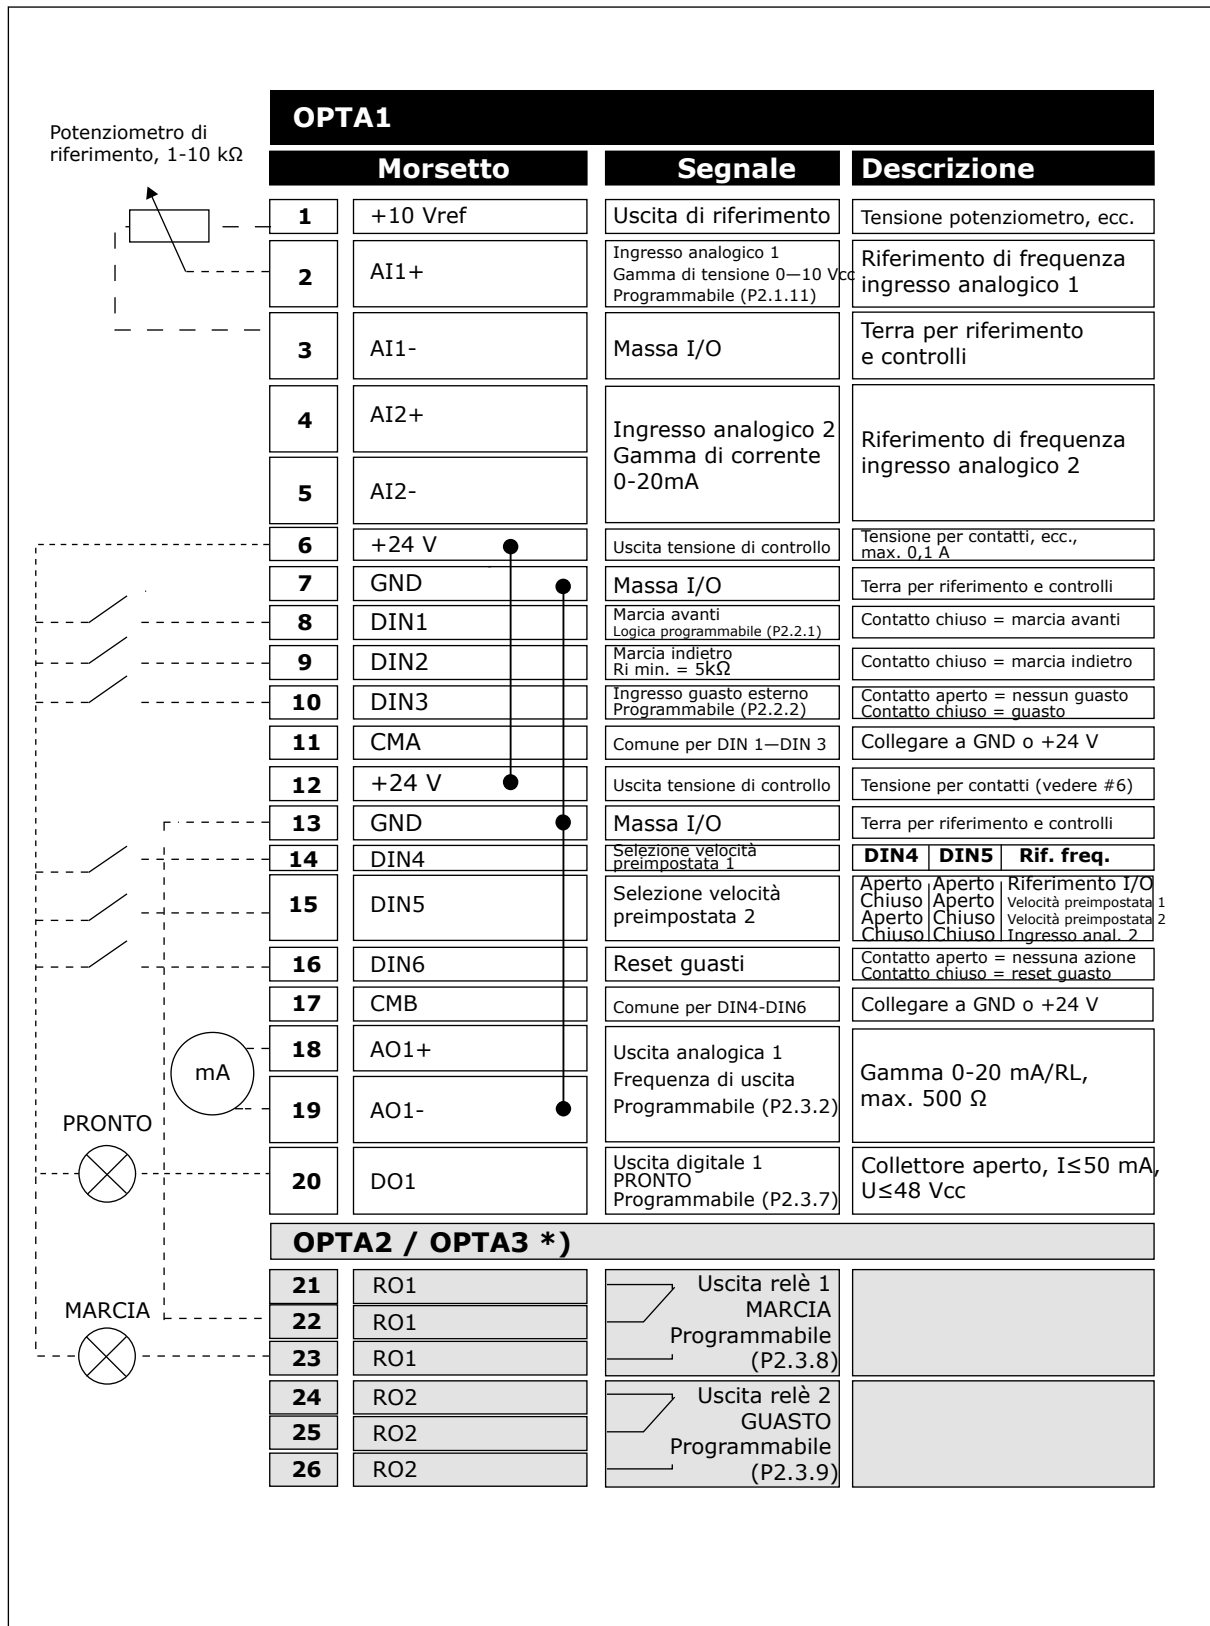 OPTA1
Potenziometro di
riferimento, 1-10 kΩ
Morsetto Segnale Descrizione
1 +10 Vref Uscita di riferimento Tensione potenziometro, ecc.
2 AI1+ Ingresso analogico 1
Gamma di tensione 0—10 Vcc
Programmabile (P2.1.11)
Riferimento di frequenza
ingresso analogico 1
3 AI1- Massa I/O Terra per riferimento
e controlli
4 AI2+
5 AI2-
Ingresso analogico 2
Gamma di corrente
0-20mA
Riferimento di frequenza
ingresso analogico 2
6 +24 V Uscita tensione di controllo Tensione per contatti, ecc.,
max. 0,1 A
7 GND Massa I/O Terra per riferimento e controlli
8 DIN1 Marcia avanti
Logica programmabile (P2.2.1)
Contatto chiuso = marcia avanti
9 DIN2 Marcia indietro
Ri min. = 5kΩ
Contatto chiuso = marcia indietro
10 DIN3 Ingresso guasto esterno
Programmabile (P2.2.2)
Contatto aperto = nessun guasto
Contatto chiuso = guasto
11 CMA Comune per DIN 1—DIN 3 Collegare a GND o +24 V
12 +24 V Uscita tensione di controllo Tensione per contatti (vedere #6)
13 GND Massa I/O Terra per riferimento e controlli
14 DIN4 Selezione velocità
preimpostata 1
DIN4 DIN5 Rif. freq.
15 DIN5 Selezione velocità
preimpostata 2
Aperto Aperto Riferimento I/O
Chiuso Aperto Velocità preimpostata 1
Aperto Chiuso Velocità preimpostata 2
Chiuso Chiuso Ingresso anal. 2
16 DIN6 Reset guasti Contatto aperto = nessuna azione
Contatto chiuso = reset guasto
17 CMB Comune per DIN4-DIN6 Collegare a GND o +24 V
mA
18 AO1+
19 AO1-
Uscita analogica 1
Frequenza di uscita
Programmabile (P2.3.2)
Gamma 0-20 mA/RL,
max. 500 Ω
PRONTO
20 DO1 Uscita digitale 1
PRONTO
Programmabile (P2.3.7)
Collettore aperto, I≤50 mA,
U≤48 Vcc
OPTA2 / OPTA3 *)
MARCIA
21 RO1
22 RO1
23 RO1
Uscita relè 1
MARCIA
Programmabile
(P2.3.8)
24 RO2
25 RO2
26 RO2
Uscita relè 2
GUASTO
Programmabile
(P2.3.9)